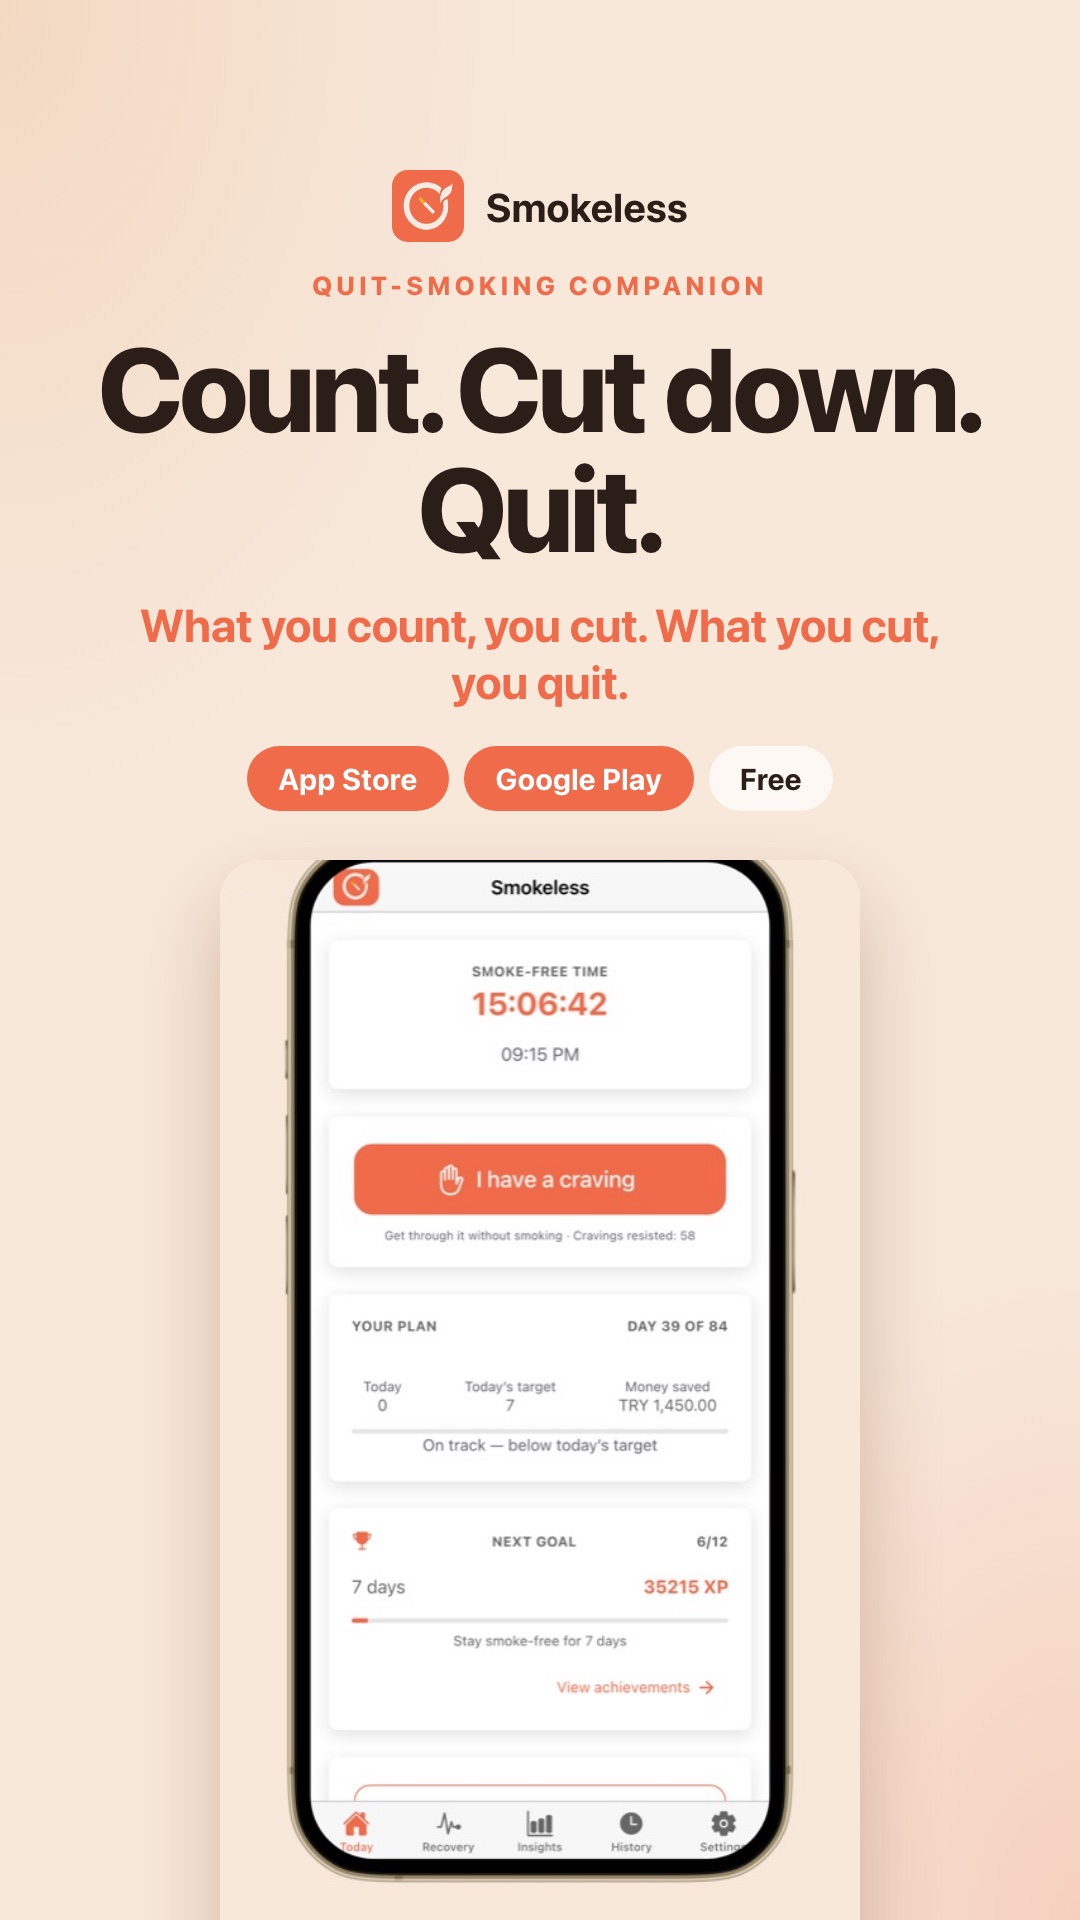 Smokeless
QUIT-SMOKING COMPANION
Count. Cut down.
Quit.
What you count, you cut. What you cut,
you quit.
App Store
Google Play
Free
Smokeless
SMOKE-FREE TIME
15:06:42
09:15 PM
I have a craving
Get through it without smoking · Cravings resisted: 58
YOUR PLAN
DAY 39 OF 84
Today
0
Today's target
7
Money saved
TRY 1,450.00
On track — below today's target
NEXT GOAL
6/12
7 days
35215 XP
Stay smoke-free for 7 days
View achievements →
Today
Recovery
Insights
History
Settings